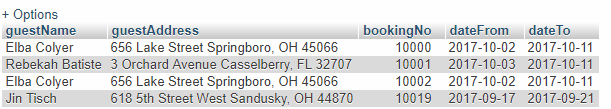 + Options
guestName guestAddress bookingNo dateFrom dateTo
Elba Colyer 656 Lake Street Springboro, OH 45066 10000 2017-10-02 2017-10-11
Rebekah Batiste 3 Orchard Avenue Casselberry, FL 32707 10001 2017-10-03 2017-10-11
Elba Colyer 656 Lake Street Springboro, OH 45066 10002 2017-10-02 2017-10-11
Jin Tisch 618 5th Street West Sandusky, OH 44870 10019 2017-09-17 2017-09-21